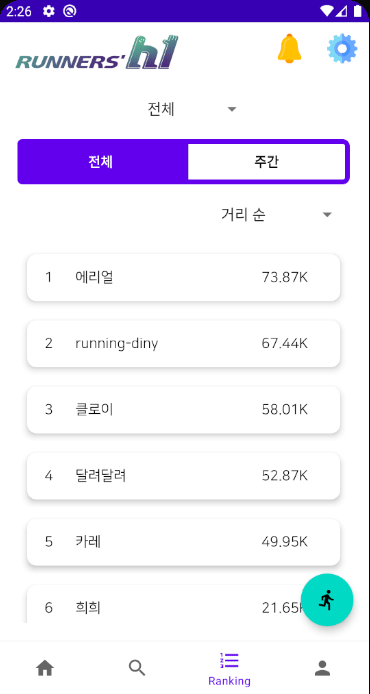 2:26
RUNNERS' hi
전체
전체 주간
거리 순
1 에리얼 73.87K
2 running-diny 67.44K
3 클로이 58.01K
4 달려달려 52.87K
5 카레 49.95K
6 희희 21.65K
Ranking